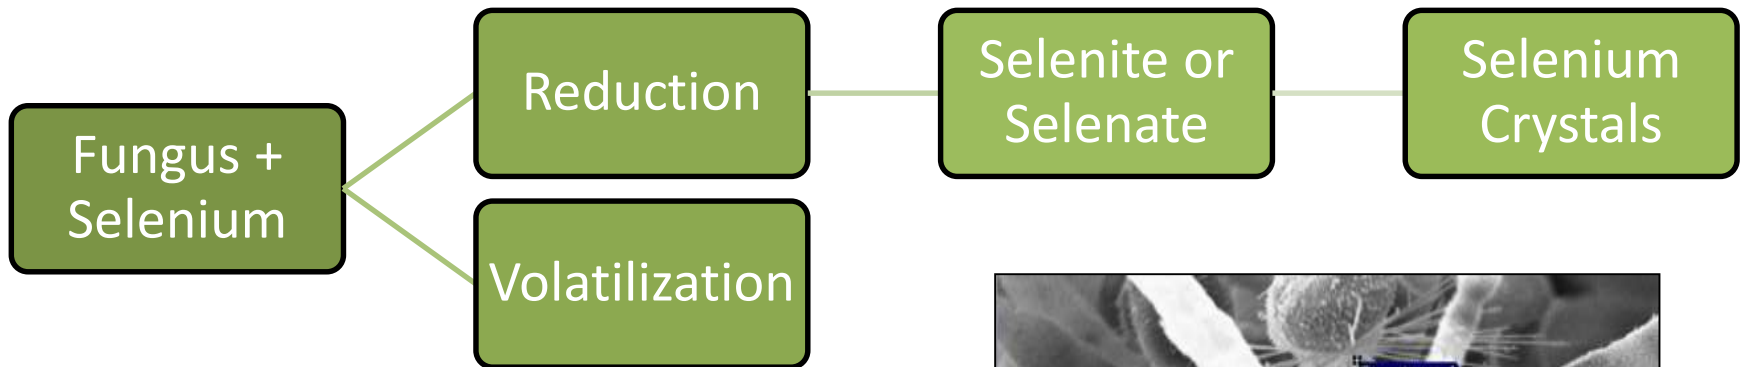 Fungus +
Selenium
Reduction
Volatilization
Selenite or
Selenate
Selenium
Crystals